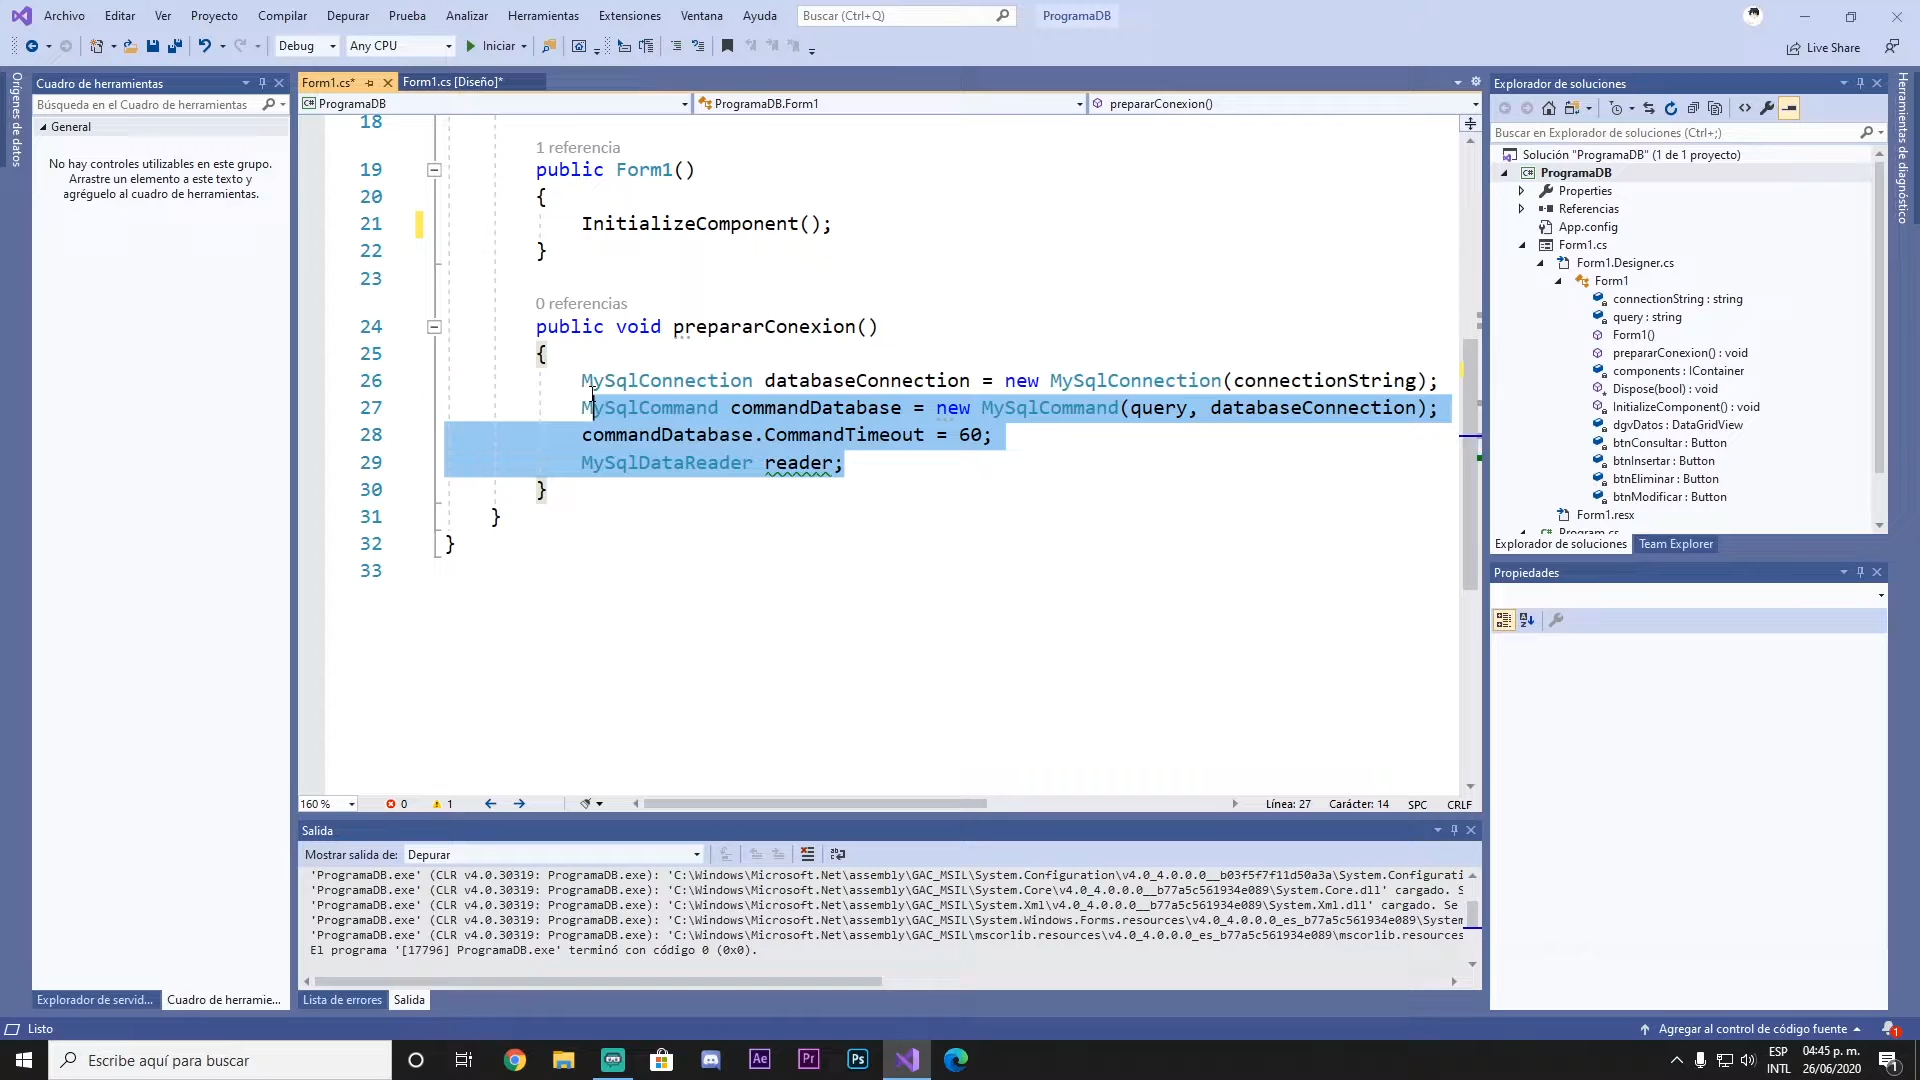 Archivo Editar Ver Proyecto Compilar Depurar Prueba Analizar Herramientas Extensiones Ventana Ayuda Buscar (Ctrl+Q) ProgramaDB
Debug Any CPU Iniciar Live Share
Orígenes de datos
Cuadro de herramientas
Búsqueda en el Cuadro de herramientas
General
No hay controles utilizables en este grupo.
Arrastre un elemento a este texto y
agréguelo al cuadro de herramientas.
Explorador de servid... Cuadro de herramie...
Form1.cs* Form1.cs [Diseño]*
ProgramaDB ProgramaDB.Form1 prepararConexion()
18
1 referencia
19 public Form1()
20 {
21 InitializeComponent();
22 }
23
0 referencias
24 public void prepararConexion()
25 {
26 MySqlConnection databaseConnection = new MySqlConnection(connectionString);
27 MySqlCommand commandDatabase = new MySqlCommand(query, databaseConnection);
28 commandDatabase.CommandTimeout = 60;
29 MySqlDataReader reader;
30 }
31 }
32 }
33
160 % 0 1 Línea: 27 Carácter: 14 SPC CRLF
Salida
Mostrar salida de: Depurar
'ProgramaDB.exe' (CLR v4.0.30319: ProgramaDB.exe): 'C:\Windows\Microsoft.Net\assembly\GAC_MSIL\System.Configuration\v4.0_4.0.0.0__b03f5f7f11d50a3a\System.Configurati
'ProgramaDB.exe' (CLR v4.0.30319: ProgramaDB.exe): 'C:\Windows\Microsoft.Net\assembly\GAC_MSIL\System.Core\v4.0_4.0.0.0__b77a5c561934e089\System.Core.dll' cargado. S
'ProgramaDB.exe' (CLR v4.0.30319: ProgramaDB.exe): 'C:\Windows\Microsoft.Net\assembly\GAC_MSIL\System.Xml\v4.0_4.0.0.0__b77a5c561934e089\System.Xml.dll' cargado. Se
'ProgramaDB.exe' (CLR v4.0.30319: ProgramaDB.exe): 'C:\Windows\Microsoft.Net\assembly\GAC_MSIL\System.Windows.Forms.resources\v4.0_4.0.0.0_es_b77a5c561934e089\System
'ProgramaDB.exe' (CLR v4.0.30319: ProgramaDB.exe): 'C:\Windows\Microsoft.Net\assembly\GAC_MSIL\mscorlib.resources\v4.0_4.0.0.0_es_b77a5c561934e089\mscorlib.resources
El programa '[17796] ProgramaDB.exe' terminó con código 0 (0x0).
Lista de errores Salida
Explorador de soluciones
Buscar en Explorador de soluciones (Ctrl+;)
Solución "ProgramaDB" (1 de 1 proyecto)
C# ProgramaDB
Properties
Referencias
App.config
Form1.cs
Form1.Designer.cs
Form1
connectionString : string
query : string
Form1()
prepararConexion() : void
components : IContainer
Dispose(bool) : void
InitializeComponent() : void
dgvDatos : DataGridView
btnConsultar : Button
btnInsertar : Button
btnEliminar : Button
btnModificar : Button
Form1.resx
C# Program.cs
Explorador de soluciones Team Explorer
Propiedades
Herramientas de diagnóstico
Listo Agregar al control de código fuente 1
Escribe aquí para buscar Ae Pr Ps ESP INTL 04:45 p. m. 26/06/2020 1